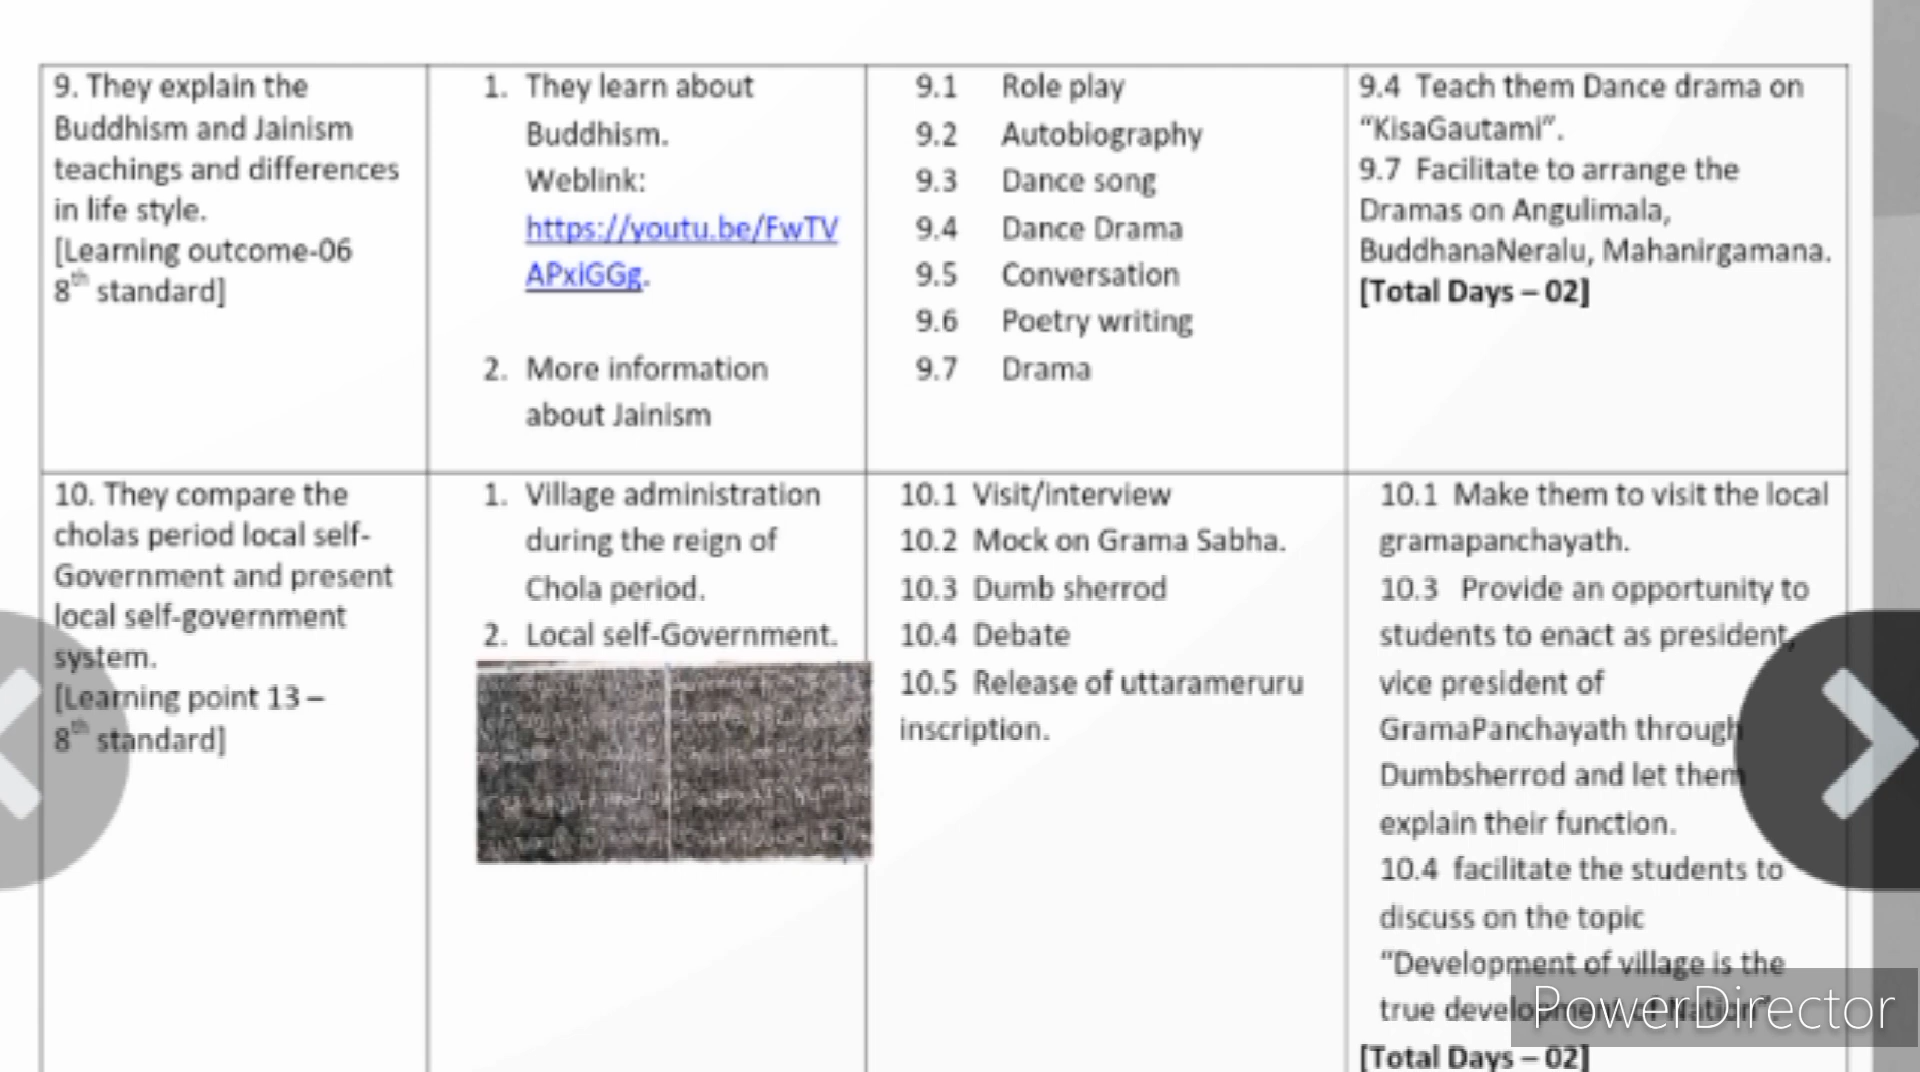 9. They explain the
Buddhism and Jainism
teachings and differences
in life style.
[Learning outcome-06
8th standard]
1. They learn about
Buddhism.
Weblink:
https://youtu.be/FwTV
APxiGGg.
2. More information
about Jainism
9.1 Role play
9.2 Autobiography
9.3 Dance song
9.4 Dance Drama
9.5 Conversation
9.6 Poetry writing
9.7 Drama
9.4 Teach them Dance drama on
"KisaGautami".
9.7 Facilitate to arrange the
Dramas on Angulimala,
BuddhanaNeralu, Mahanirgamana.
[Total Days – 02]
10. They compare the
cholas period local self-
Government and present
local self-government
system.
[Learning point 13 –
8th standard]
1. Village administration
during the reign of
Chola period.
2. Local self-Government.
10.1 Visit/interview
10.2 Mock on Grama Sabha.
10.3 Dumb sherrod
10.4 Debate
10.5 Release of uttarameruru
inscription.
10.1 Make them to visit the local
gramapanchayath.
10.3 Provide an opportunity to
students to enact as president,
vice president of
GramaPanchayath through
Dumbsherrod and let them
explain their function.
10.4 facilitate the students to
discuss on the topic
"Development of village is the
true development of Nation".
[Total Days – 02]
PowerDirector